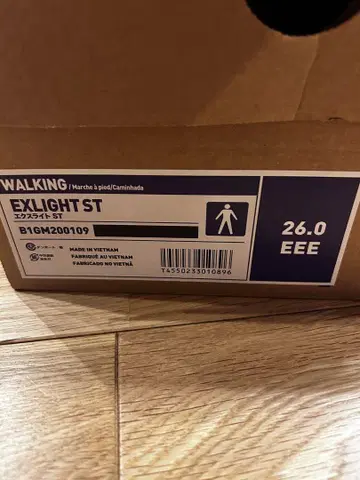 WALKING / Marche à pied/Caminhada
EXLIGHT ST
エクスライト ST
B1GM200109
MADE IN VIETNAM
FABRIQUÉ AU VIETNAM
FABRICADO NO VIETNÃ
T4550233010896
26.0
EEE